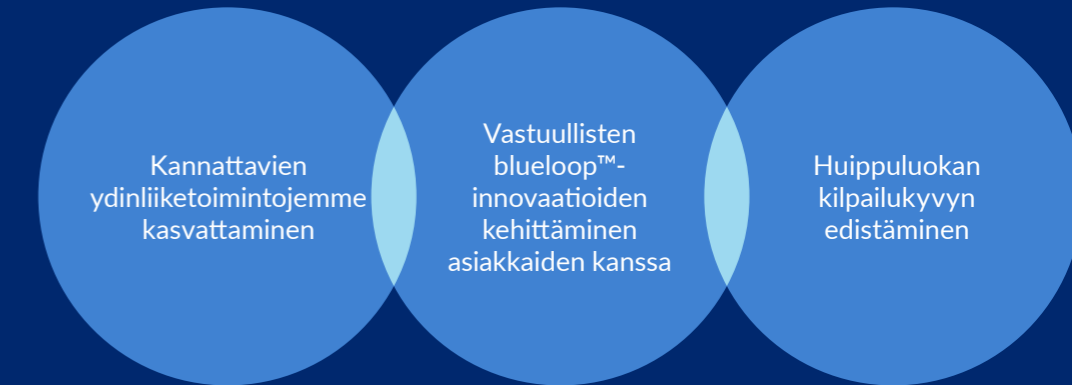 Kannattavien
ydinliiketoimintojemme
kasvattaminen
Vastuullisten
blueloop™-
innovaatioiden
kehittäminen
asiakkaiden kanssa
Huippuluokan
kilpailukyvyn
edistäminen